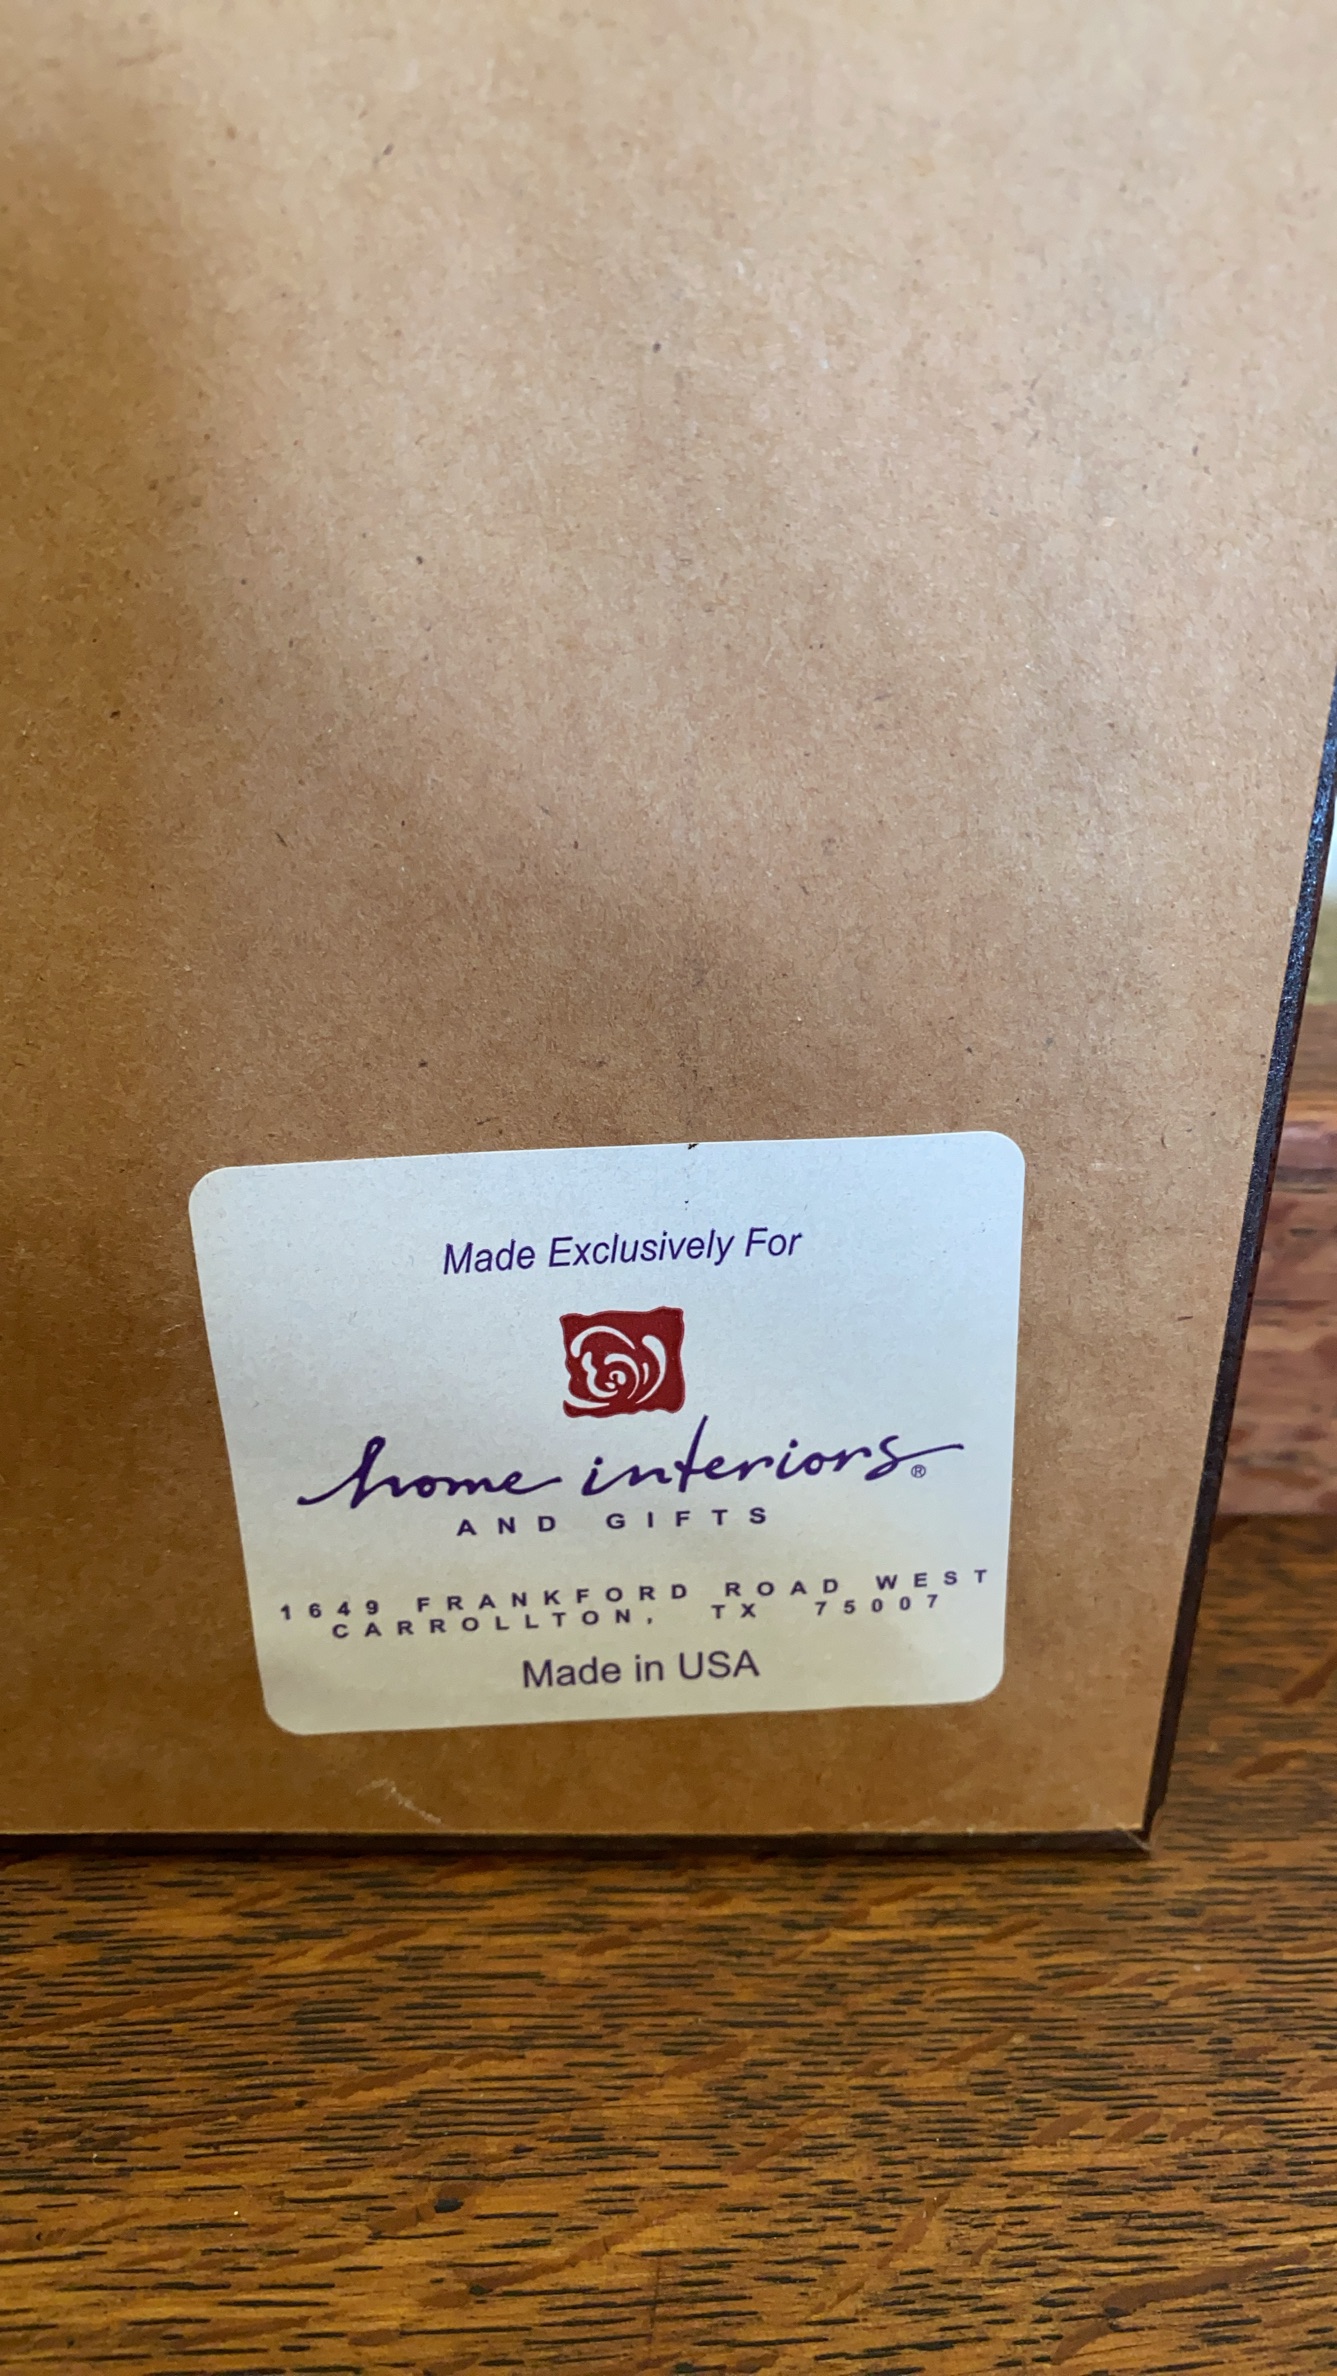 Made Exclusively For
home interiors®
AND GIFTS
1649 FRANKFORD ROAD WEST
CARROLLTON, TX 75007
Made in USA